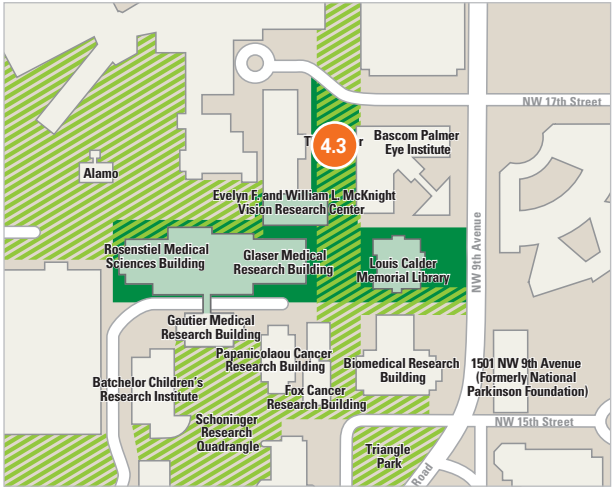 NW 17th Street
4.3
Bascom Palmer
Eye Institute
Alamo
Evelyn F. and William L. McKnight
Vision Research Center
Rosenstiel Medical
Sciences Building
Glaser Medical
Research Building
Louis Calder
Memorial Library
NW 9th Avenue
Gautier Medical
Research Building
Papanicolaou Cancer
Research Building
Biomedical Research
Building
1501 NW 9th Avenue
(Formerly National
Parkinson Foundation)
Batchelor Children's
Research Institute
Fox Cancer
Research Building
Schoninger
Research
Quadrangle
NW 15th Street
Triangle
Park
Road